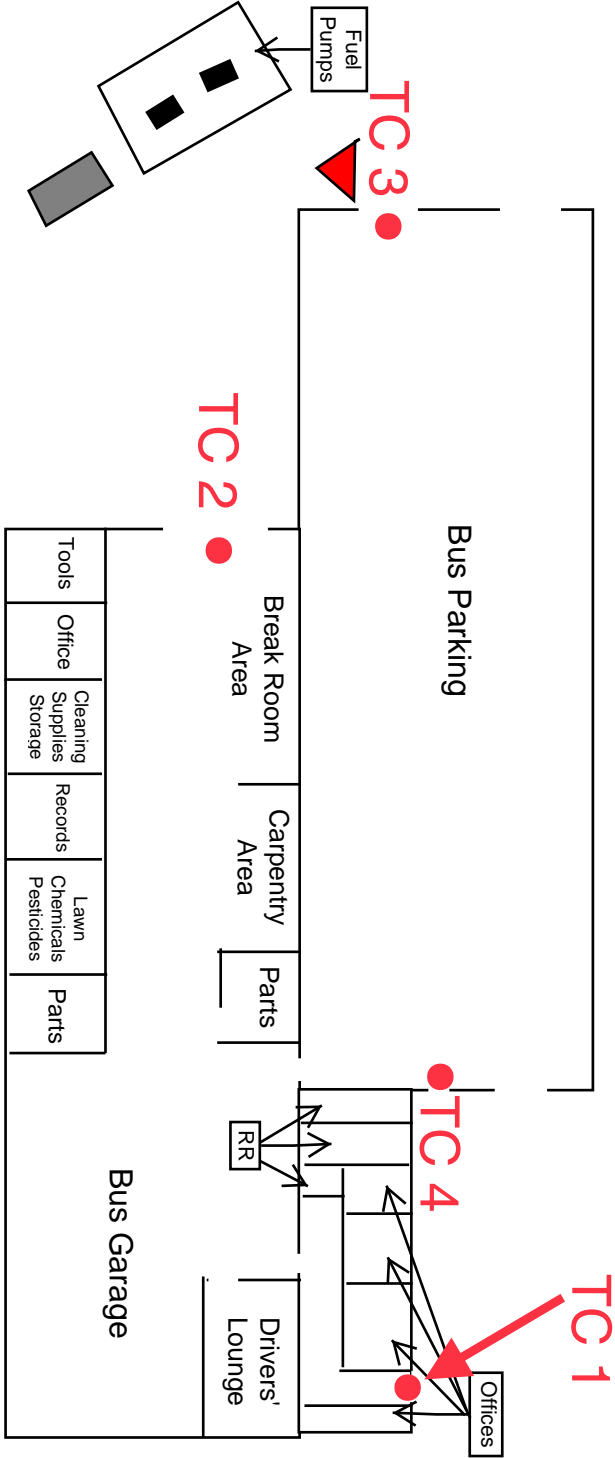 Fuel
Pumps
TC 3
TC 2
Bus Parking
Tools
Office
Cleaning
Supplies
Storage
Records
Lawn
Chemicals
Pesticides
Parts
Break Room
Area
Carpentry
Area
Parts
TC 4
RR
TC 1
Bus Garage
Drivers'
Lounge
Offices